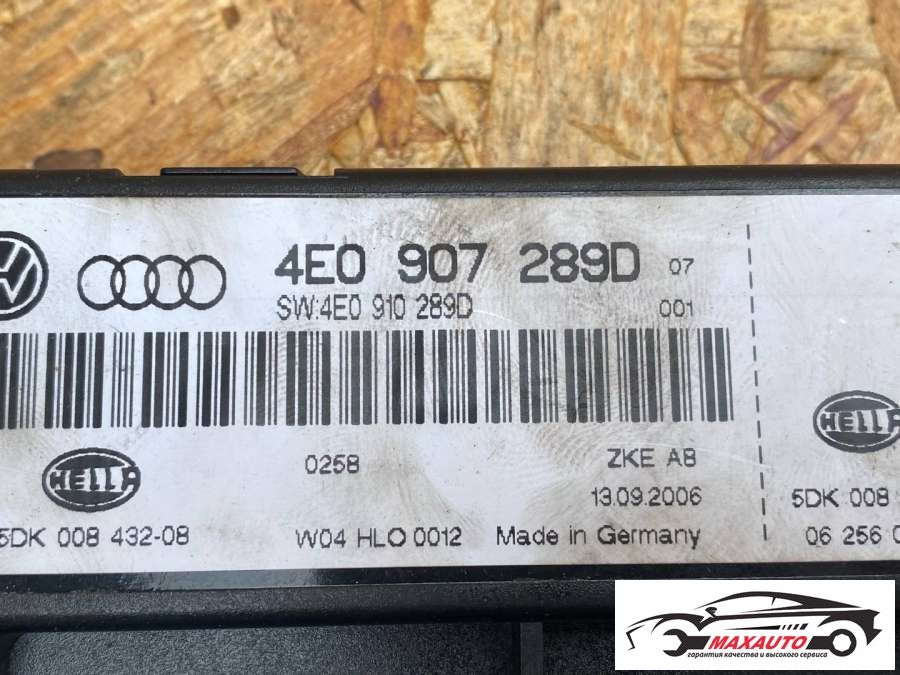 4E0 907 289D 07
SW:4E0 910 289D 001
HELLA
0258 ZKE A8
HELLA
13.09.2006
5DK 008 432-08 W04 HLO 0012 Made in Germany
5DK 008
06 256
MAXAUTO
гарантия качества и высокого сервиса